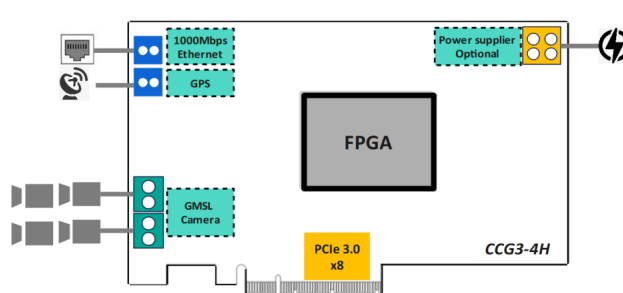 1000Mbps
Ethernet
GPS
Power supplier
Optional
FPGA
GMSL
Camera
PCIe 3.0
x8
CCG3-4H